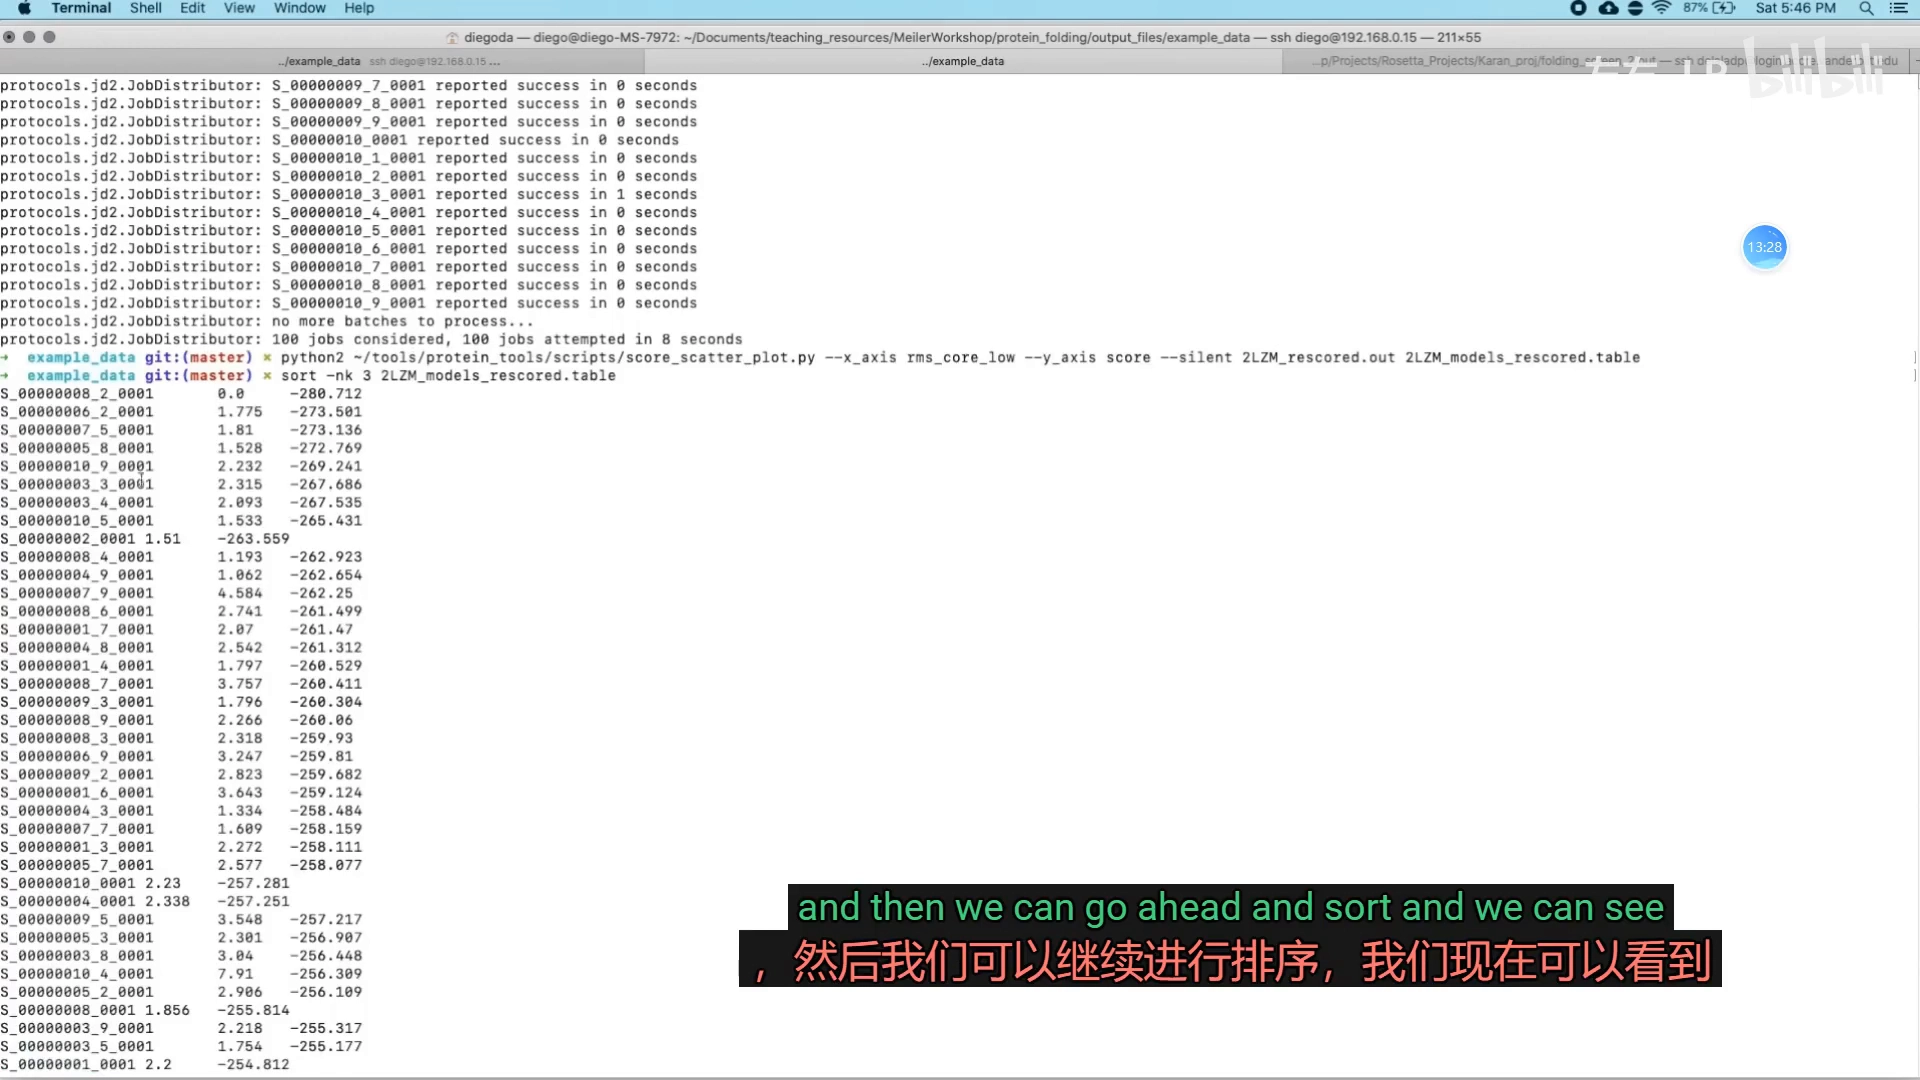 Terminal Shell Edit View Window Help 87% Sat 5:46 PM
diegoda — diego@diego-MS-7972: ~/Documents/teaching_resources/MeilerWorkshop/protein_folding/output_files/example_data — ssh diego@192.168.0.15 — 211×55
../example_data ssh diego@192.168.0.15 ... ../example_data ...p/Projects/Rosetta_Projects/Karan_proj/folding_screen_2_out — ssh
bilibili
protocols.jd2.JobDistributor: S_00000009_7_0001 reported success in 0 seconds
protocols.jd2.JobDistributor: S_00000009_8_0001 reported success in 0 seconds
protocols.jd2.JobDistributor: S_00000009_9_0001 reported success in 0 seconds
protocols.jd2.JobDistributor: S_00000010_0001 reported success in 0 seconds
protocols.jd2.JobDistributor: S_00000010_1_0001 reported success in 0 seconds
protocols.jd2.JobDistributor: S_00000010_2_0001 reported success in 0 seconds
protocols.jd2.JobDistributor: S_00000010_3_0001 reported success in 1 seconds
protocols.jd2.JobDistributor: S_00000010_4_0001 reported success in 0 seconds
protocols.jd2.JobDistributor: S_00000010_5_0001 reported success in 0 seconds
protocols.jd2.JobDistributor: S_00000010_6_0001 reported success in 0 seconds
protocols.jd2.JobDistributor: S_00000010_7_0001 reported success in 0 seconds
protocols.jd2.JobDistributor: S_00000010_8_0001 reported success in 0 seconds
protocols.jd2.JobDistributor: S_00000010_9_0001 reported success in 0 seconds
13:28
protocols.jd2.JobDistributor: no more batches to process...
protocols.jd2.JobDistributor: 100 jobs considered, 100 jobs attempted in 8 seconds
→ example_data git:(master) ✗ python2 ~/tools/protein_tools/scripts/score_scatter_plot.py --x_axis rms_core_low --y_axis score --silent 2LZM_rescored.out 2LZM_models_rescored.table
→ example_data git:(master) ✗ sort -nk 3 2LZM_models_rescored.table
S_00000008_2_0001 0.0 -280.712
S_00000006_2_0001 1.775 -273.501
S_00000007_5_0001 1.81 -273.136
S_00000005_8_0001 1.528 -272.769
S_00000010_9_0001 2.232 -269.241
S_00000003_3_0001 2.315 -267.686
S_00000003_4_0001 2.093 -267.535
S_00000010_5_0001 1.533 -265.431
S_00000002_0001 1.51 -263.559
S_00000008_4_0001 1.193 -262.923
S_00000004_9_0001 1.062 -262.654
S_00000007_9_0001 4.584 -262.25
S_00000008_6_0001 2.741 -261.499
S_00000001_7_0001 2.07 -261.47
S_00000004_8_0001 2.542 -261.312
S_00000001_4_0001 1.797 -260.529
S_00000008_7_0001 3.757 -260.411
S_00000009_3_0001 1.796 -260.304
S_00000008_9_0001 2.266 -260.06
S_00000008_3_0001 2.318 -259.93
S_00000006_9_0001 3.247 -259.81
S_00000009_2_0001 2.823 -259.682
S_00000001_6_0001 3.643 -259.124
S_00000004_3_0001 1.334 -258.484
S_00000007_7_0001 1.609 -258.159
S_00000001_3_0001 2.272 -258.111
S_00000005_7_0001 2.577 -258.077
S_00000010_0001 2.23 -257.281
S_00000004_0001 2.338 -257.251
S_00000009_5_0001 3.548 -257.217
S_00000005_3_0001 2.301 -256.907
S_00000003_8_0001 3.04 -256.448
S_00000010_4_0001 7.91 -256.309
S_00000005_2_0001 2.906 -256.109
S_00000008_0001 1.856 -255.814
S_00000003_9_0001 2.218 -255.317
S_00000003_5_0001 1.754 -255.177
S_00000001_0001 2.2 -254.812
and then we can go ahead and sort and we can see
，然后我们可以继续进行排序，我们现在可以看到